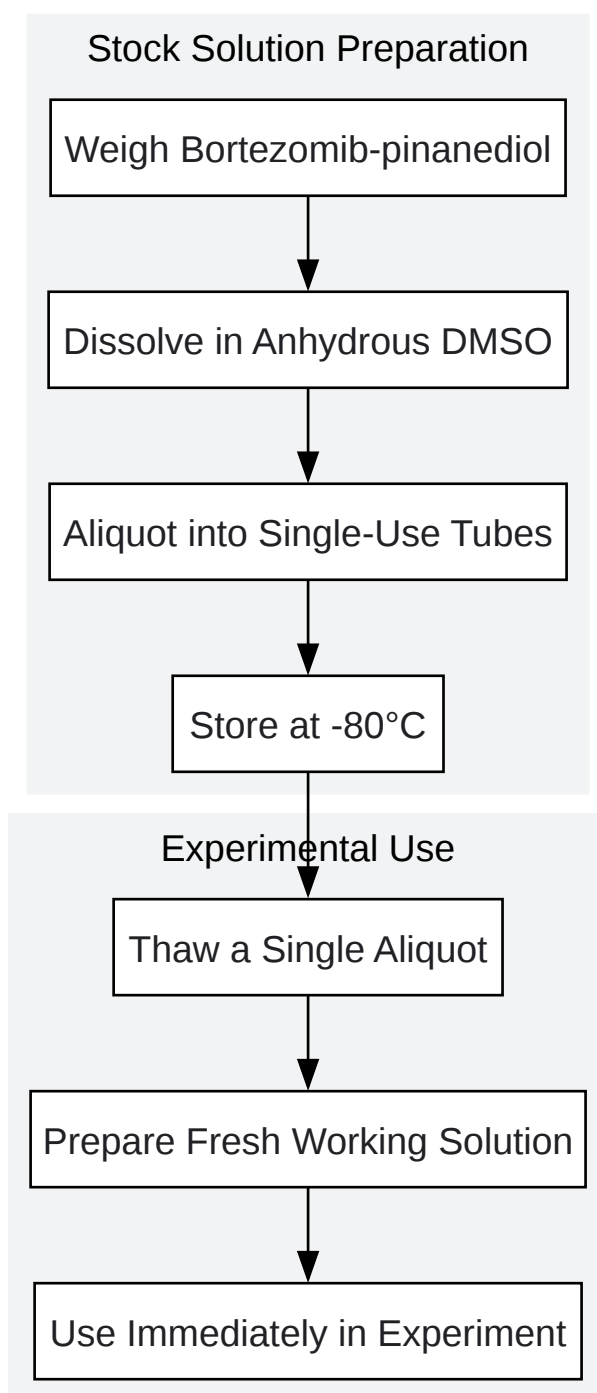 Stock Solution Preparation
Weigh Bortezomib-pinanediol
Dissolve in Anhydrous DMSO
Aliquot into Single-Use Tubes
Store at -80°C
Experimental Use
Thaw a Single Aliquot
Prepare Fresh Working Solution
Use Immediately in Experiment